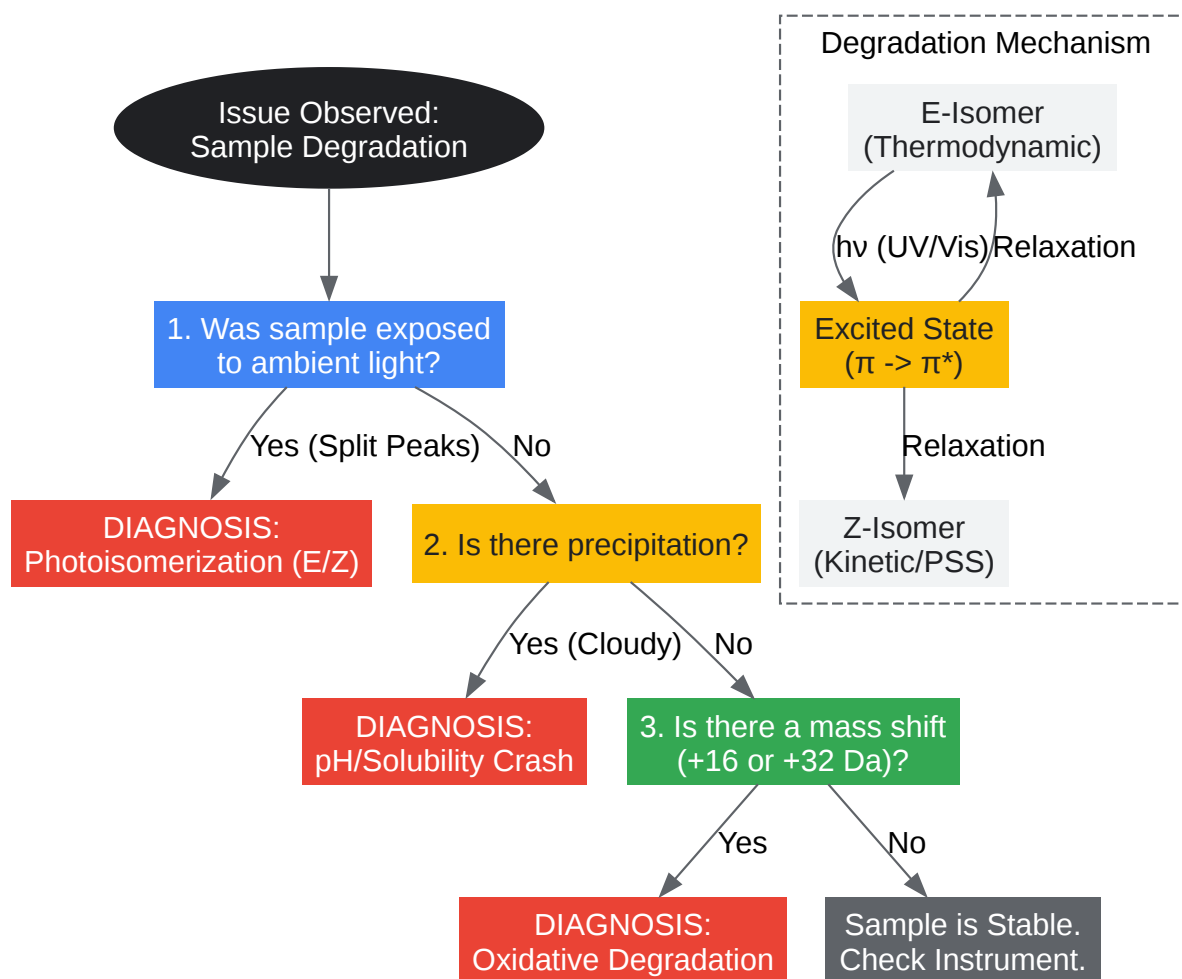 Issue Observed:
Sample Degradation
1. Was sample exposed
to ambient light?
Yes (Split Peaks)
No
DIAGNOSIS:
Photoisomerization (E/Z)
2. Is there precipitation?
Yes (Cloudy)
No
DIAGNOSIS:
pH/Solubility Crash
3. Is there a mass shift
(+16 or +32 Da)?
Yes
No
DIAGNOSIS:
Oxidative Degradation
Sample is Stable.
Check Instrument.
Degradation Mechanism
E-Isomer
(Thermodynamic)
hν (UV/Vis)
Relaxation
Excited State
(π -> π*)
Relaxation
Z-Isomer
(Kinetic/PSS)